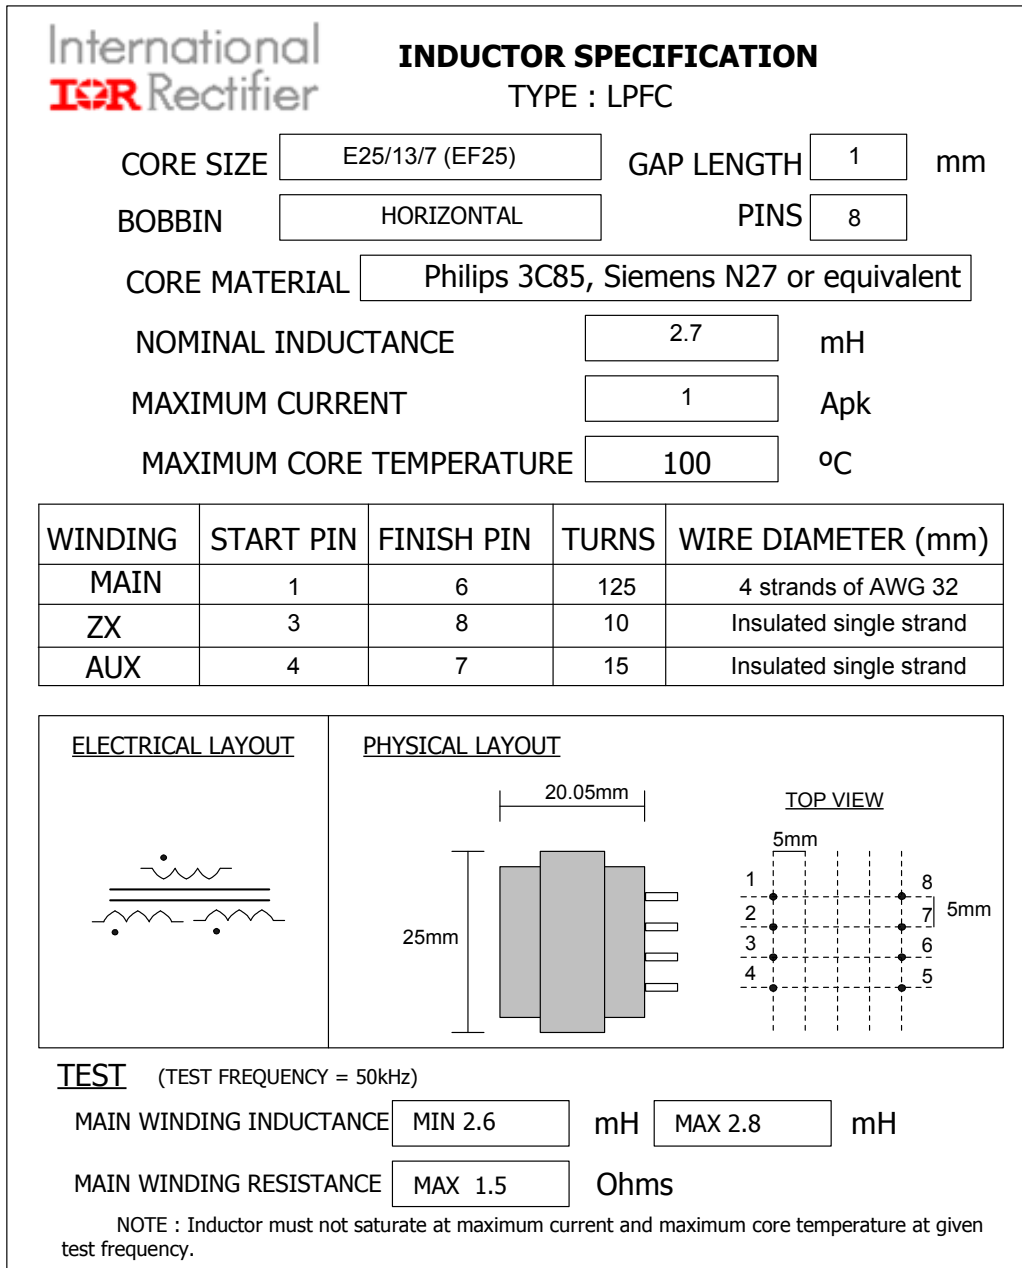 International
IOR Rectifier
INDUCTOR SPECIFICATION
TYPE : LPFC
CORE SIZE E25/13/7 (EF25) GAP LENGTH 1 mm
BOBBIN HORIZONTAL PINS 8
CORE MATERIAL Philips 3C85, Siemens N27 or equivalent
NOMINAL INDUCTANCE 2.7 mH
MAXIMUM CURRENT 1 Apk
MAXIMUM CORE TEMPERATURE 100 ºC
WINDING START PIN FINISH PIN TURNS WIRE DIAMETER (mm)
MAIN 1 6 125 4 strands of AWG 32
ZX 3 8 10 Insulated single strand
AUX 4 7 15 Insulated single strand
ELECTRICAL LAYOUT
PHYSICAL LAYOUT
20.05mm
25mm
TOP VIEW
5mm
1 8
2 7 5mm
3 6
4 5
TEST (TEST FREQUENCY = 50kHz)
MAIN WINDING INDUCTANCE MIN 2.6 mH MAX 2.8 mH
MAIN WINDING RESISTANCE MAX 1.5 Ohms
NOTE : Inductor must not saturate at maximum current and maximum core temperature at given
test frequency.